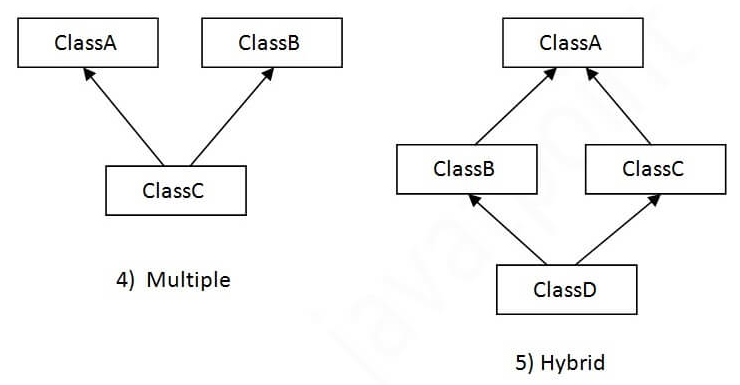 ClassA
ClassB
ClassC
4) Multiple
ClassA
ClassB
ClassC
ClassD
5) Hybrid